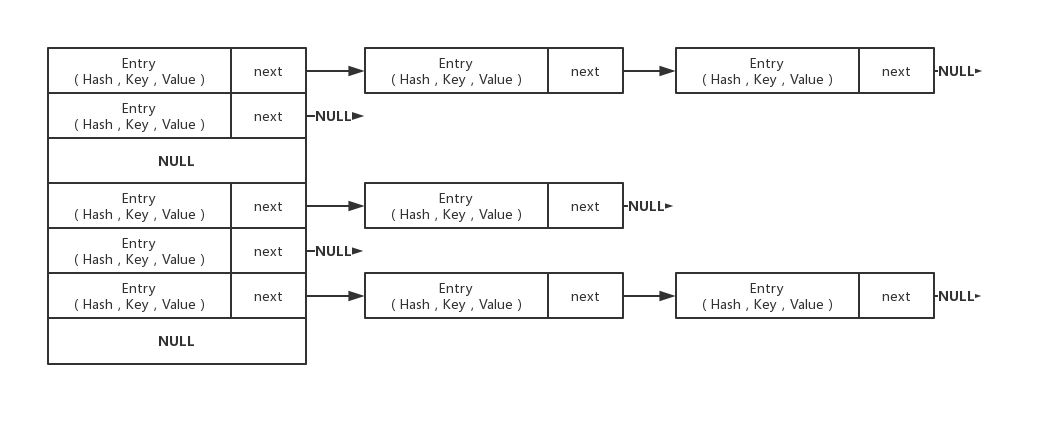 Entry
( Hash , Key , Value )
next
Entry
( Hash , Key , Value )
next
Entry
( Hash , Key , Value )
next
NULL
Entry
( Hash , Key , Value )
next
NULL
NULL
Entry
( Hash , Key , Value )
next
Entry
( Hash , Key , Value )
next
NULL
Entry
( Hash , Key , Value )
next
NULL
Entry
( Hash , Key , Value )
next
Entry
( Hash , Key , Value )
next
Entry
( Hash , Key , Value )
next
NULL
NULL